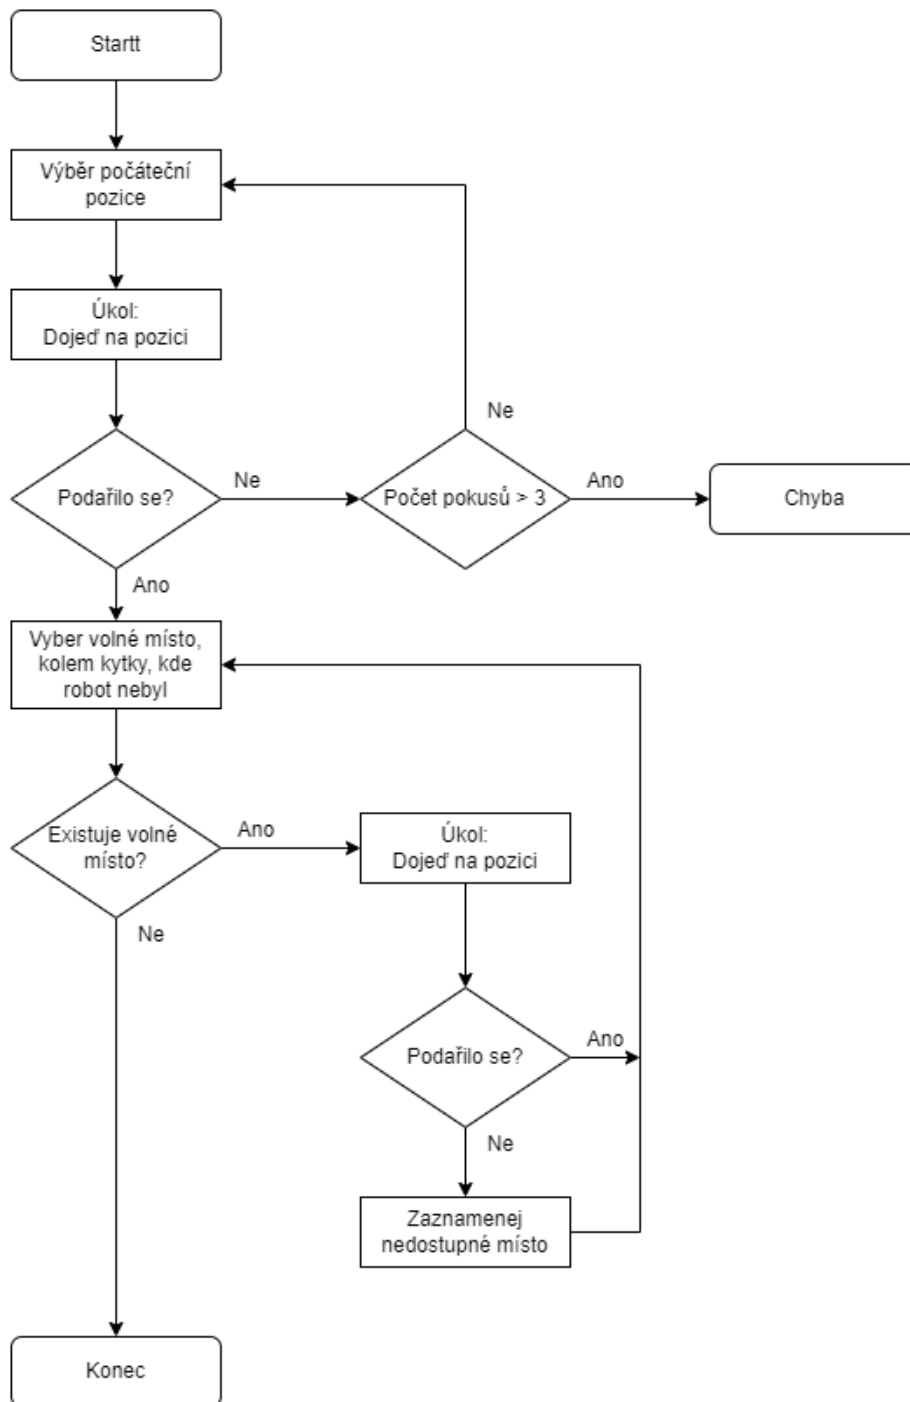 Startt
Výběr počáteční
pozice
Úkol:
Dojeď na pozici
Ne
Podařilo se?
Ne
Počet pokusů > 3
Ano
Chyba
Ano
Vyber volné místo,
kolem kytky, kde
robot nebyl
Existuje volné
místo?
Ano
Úkol:
Dojeď na pozici
Ne
Podařilo se?
Ano
Ne
Zaznamenej
nedostupné místo
Konec